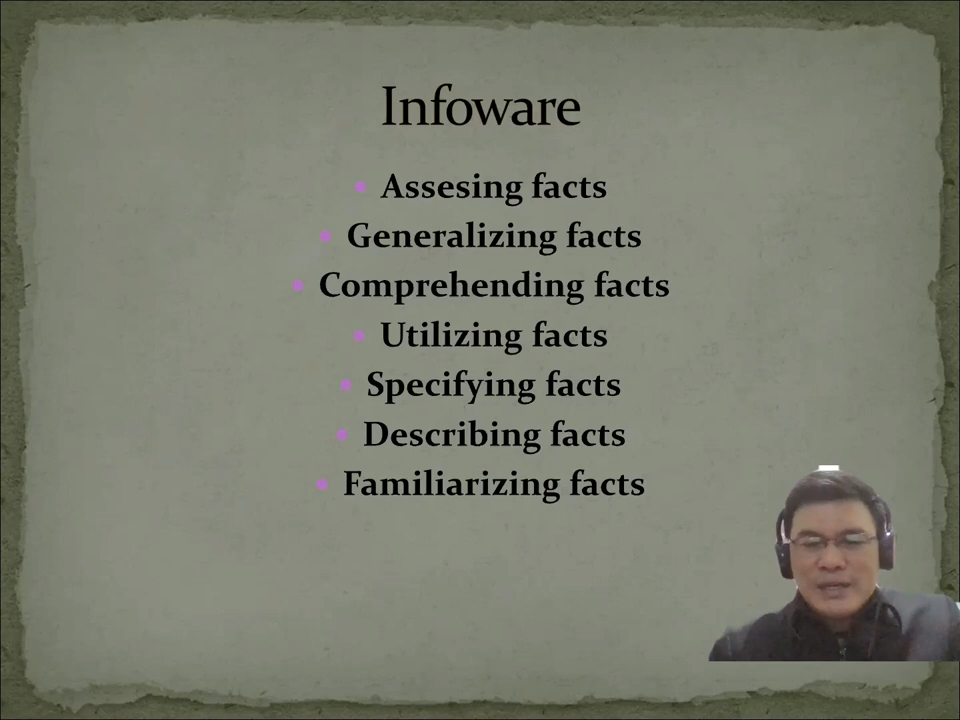 Infoware
Assesing facts
Generalizing facts
Comprehending facts
Utilizing facts
Specifying facts
Describing facts
Familiarizing facts